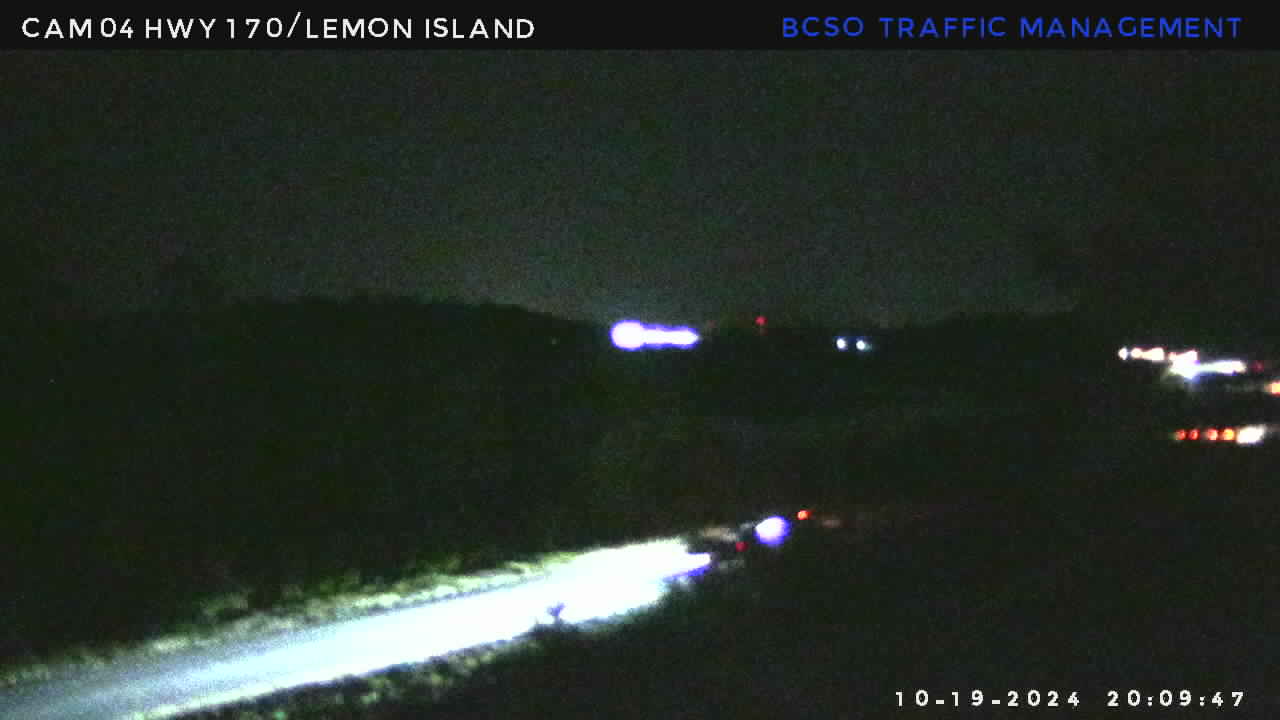 CAM 04 HWY 170/LEMON ISLAND
BCSO TRAFFIC MANAGEMENT
10-19-2024 20:09:47